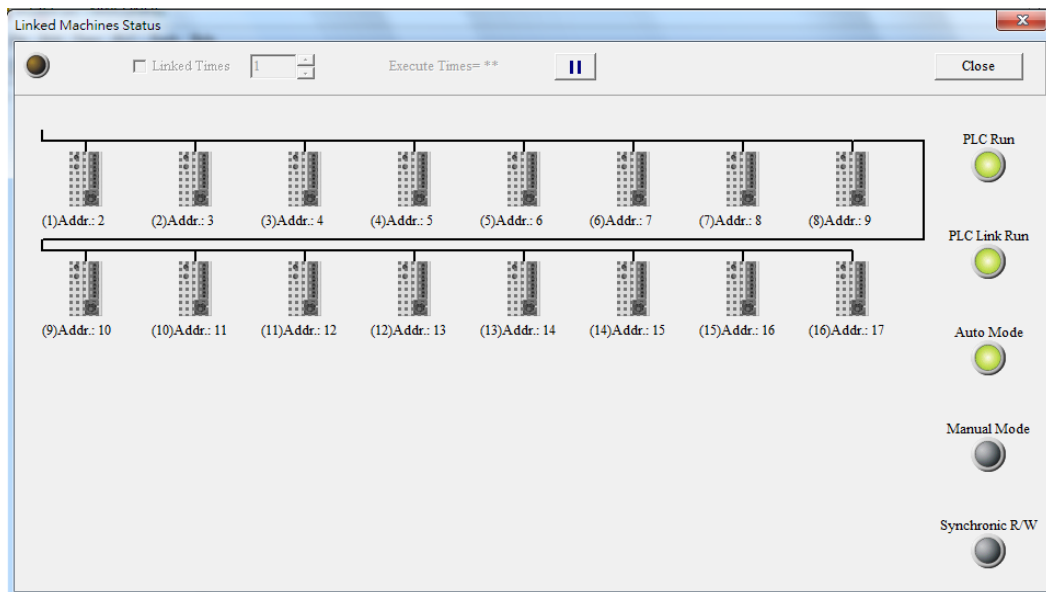 Linked Machines Status
Linked Times 1 Execute Times= ** Close
PLC Run
(1)Addr.: 2 (2)Addr.: 3 (3)Addr.: 4 (4)Addr.: 5 (5)Addr.: 6 (6)Addr.: 7 (7)Addr.: 8 (8)Addr.: 9
PLC Link Run
(9)Addr.: 10 (10)Addr.: 11 (11)Addr.: 12 (12)Addr.: 13 (13)Addr.: 14 (14)Addr.: 15 (15)Addr.: 16 (16)Addr.: 17
Auto Mode
Manual Mode
Synchronic R/W